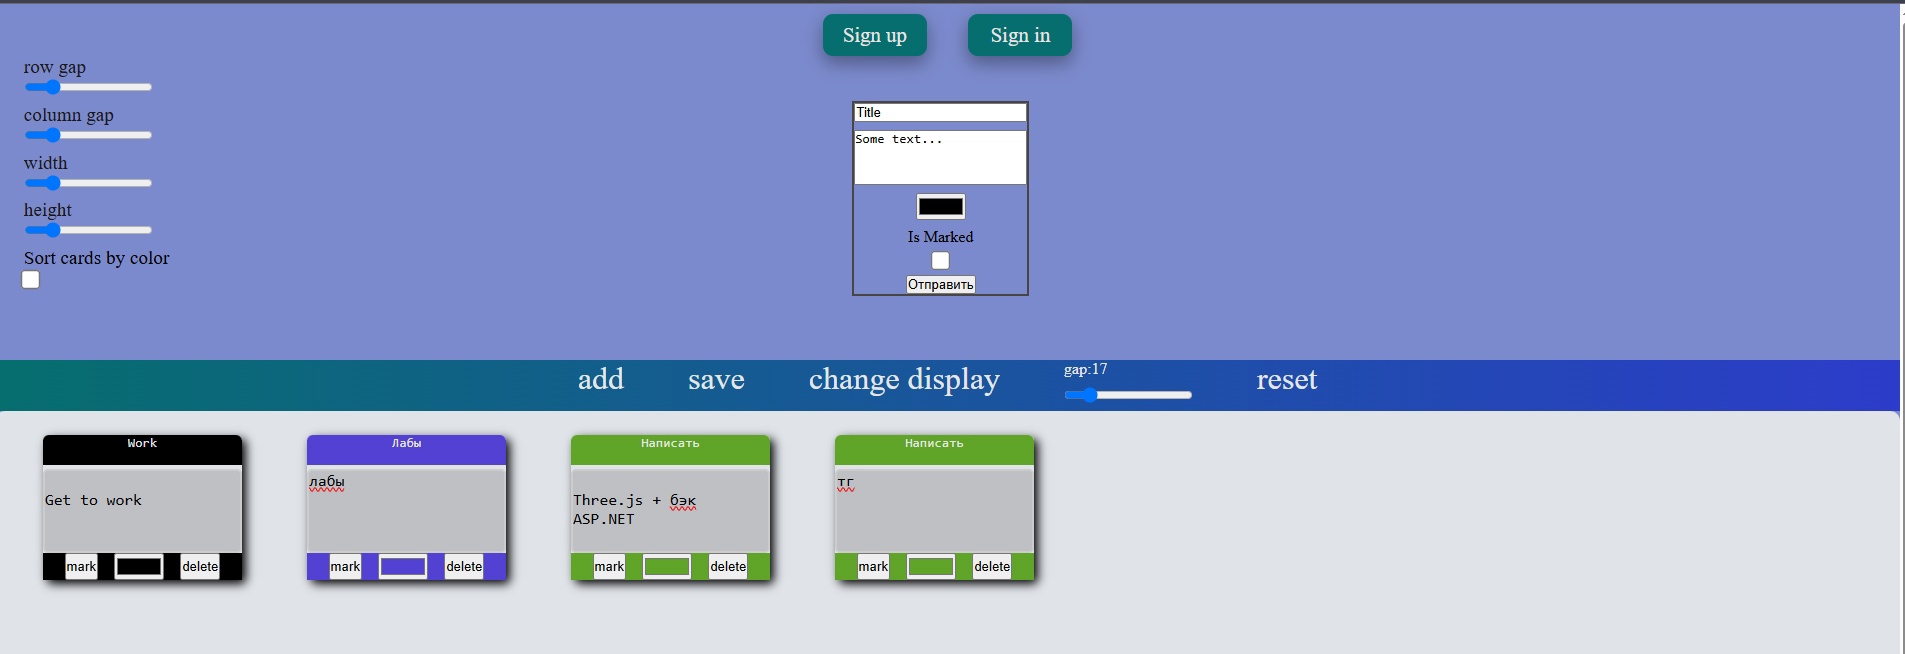 Sign up
Sign in
row gap
column gap
width
height
Sort cards by color
Title
Some text...
Is Marked
Отправить
add
save
change display
gap:17
reset
Work
Get to work
mark
delete
Лабы
лабы
mark
delete
Написать
Three.js + бэк
ASP.NET
mark
delete
Написать
тг
mark
delete